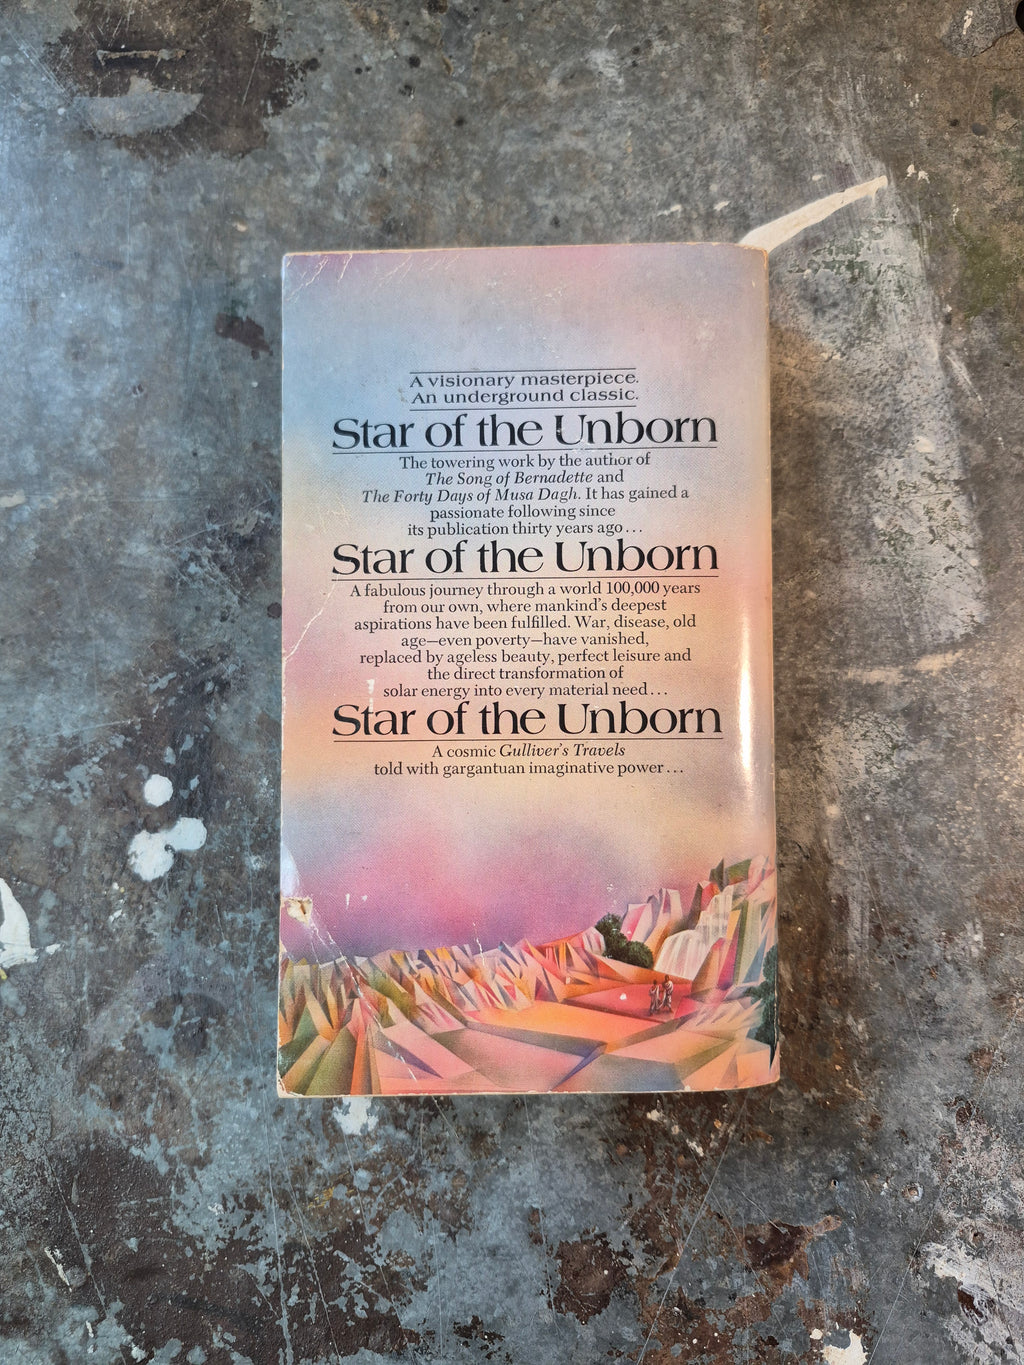 A visionary masterpiece.
An underground classic.
Star of the Unborn
The towering work by the author of
The Song of Bernadette and
The Forty Days of Musa Dagh. It has gained a
passionate following since
its publication thirty years ago...
Star of the Unborn
A fabulous journey through a world 100,000 years
from our own, where mankind's deepest
aspirations have been fulfilled. War, disease, old
age—even poverty—have vanished,
replaced by ageless beauty, perfect leisure and
the direct transformation of
solar energy into every material need...
Star of the Unborn
A cosmic Gulliver's Travels
told with gargantuan imaginative power...